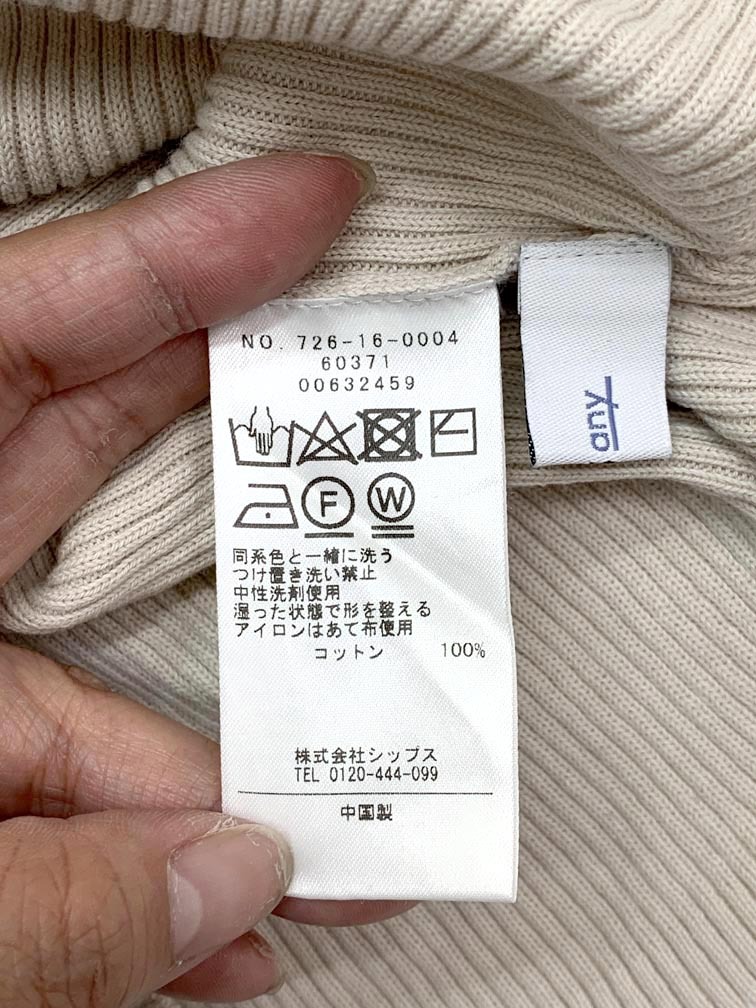 NO. 726-16-0004
60371
00632459
F
W
同系色と一緒に洗う
つけ置き洗い禁止
中性洗剤使用
湿った状態で形を整える
アイロンはあて布使用
コットン 100%
株式会社シップス
TEL 0120-444-099
中国製
any